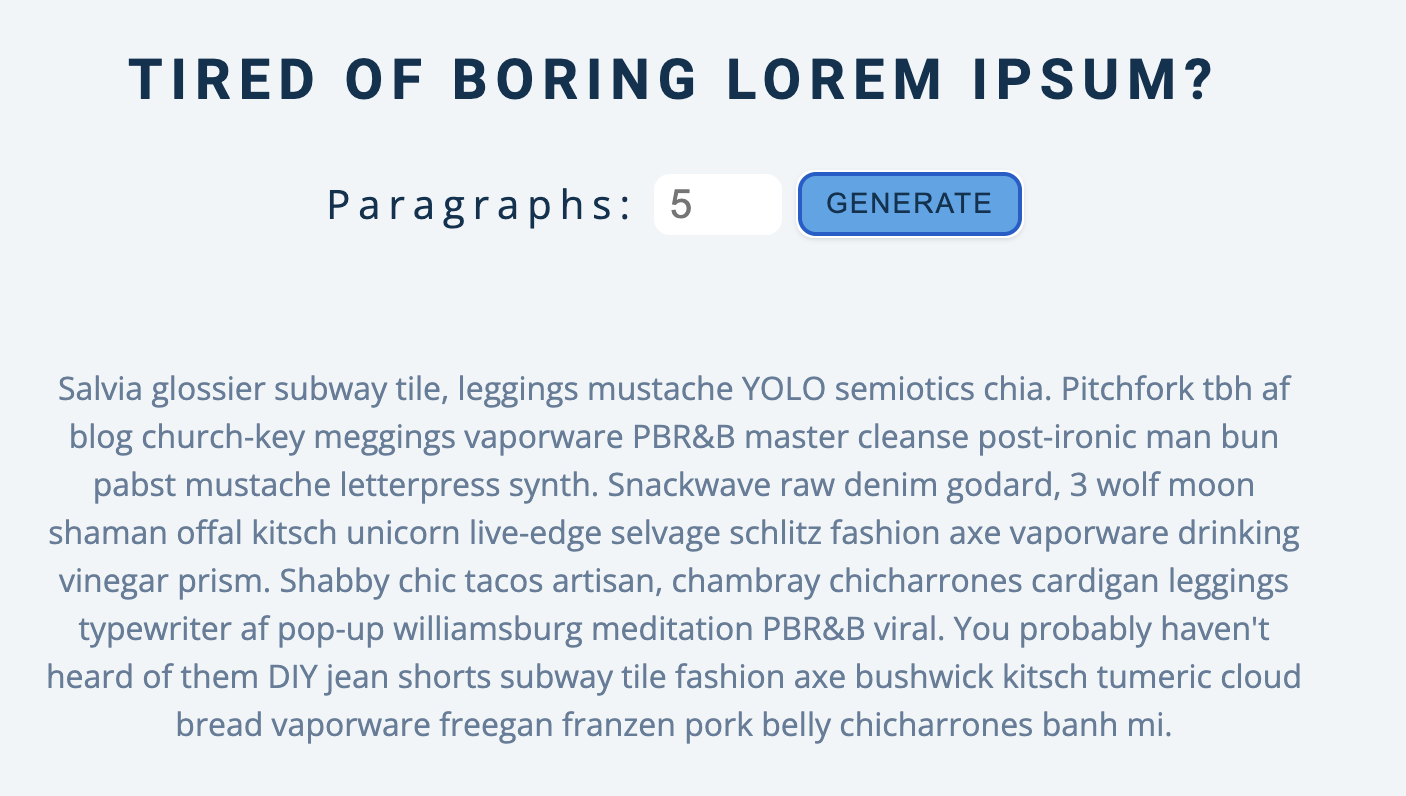 TIRED OF BORING LOREM IPSUM?
Paragraphs: 5 GENERATE
Salvia glossier subway tile, leggings mustache YOLO semiotics chia. Pitchfork tbh af
blog church-key meggings vaporware PBR&B master cleanse post-ironic man bun
pabst mustache letterpress synth. Snackwave raw denim godard, 3 wolf moon
shaman offal kitsch unicorn live-edge selvage schlitz fashion axe vaporware drinking
vinegar prism. Shabby chic tacos artisan, chambray chicharrones cardigan leggings
typewriter af pop-up williamsburg meditation PBR&B viral. You probably haven't
heard of them DIY jean shorts subway tile fashion axe bushwick kitsch tumeric cloud
bread vaporware freegan franzen pork belly chicharrones banh mi.